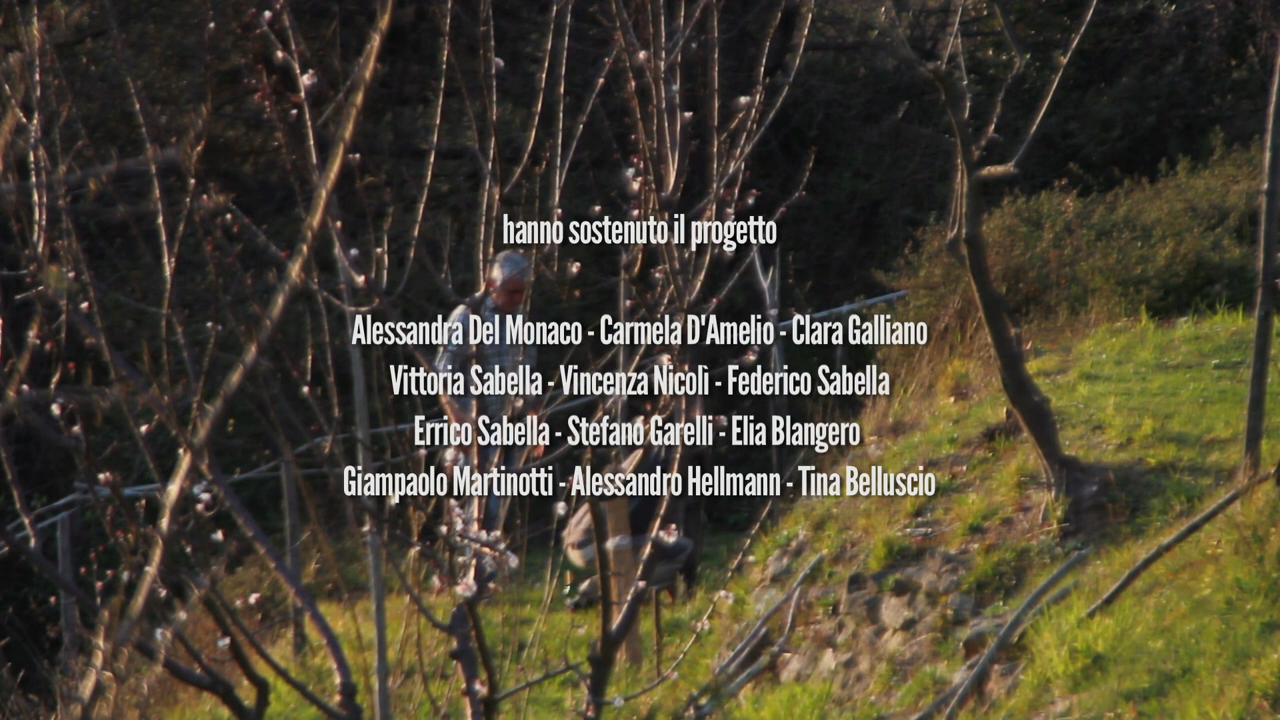 hanno sostenuto il progetto
Alessandra Del Monaco - Carmela D'Amelio - Clara Galliano
Vittoria Sabella - Vincenza Nicolì - Federico Sabella
Errico Sabella - Stefano Garelli - Elia Blangero
Giampaolo Martinotti - Alessandro Hellmann - Tina Belluscio